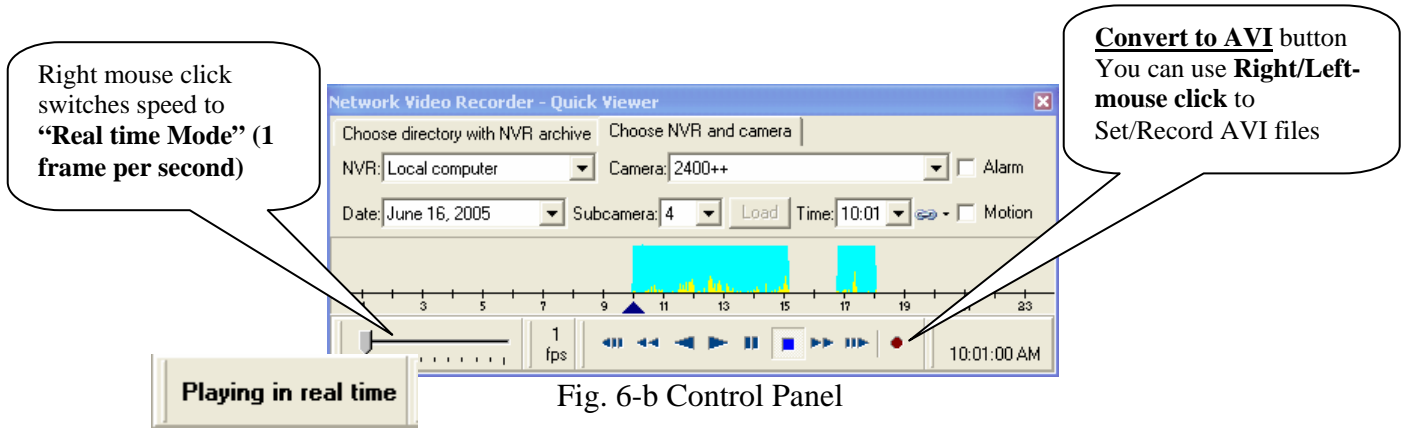 Right mouse click
switches speed to
“Real time Mode” (1
frame per second)
Convert to AVI button
You can use Right/Left-
mouse click to
Set/Record AVI files
Network Video Recorder - Quick Viewer
Choose directory with NVR archive Choose NVR and camera
NVR: Local computer Camera: 2400++ Alarm
Date: June 16, 2005 Subcamera: 4 Load Time: 10:01 Motion
1 3 5 7 9 11 13 15 17 19 23
1
fps
10:01:00 AM
Playing in real time
Fig. 6-b Control Panel